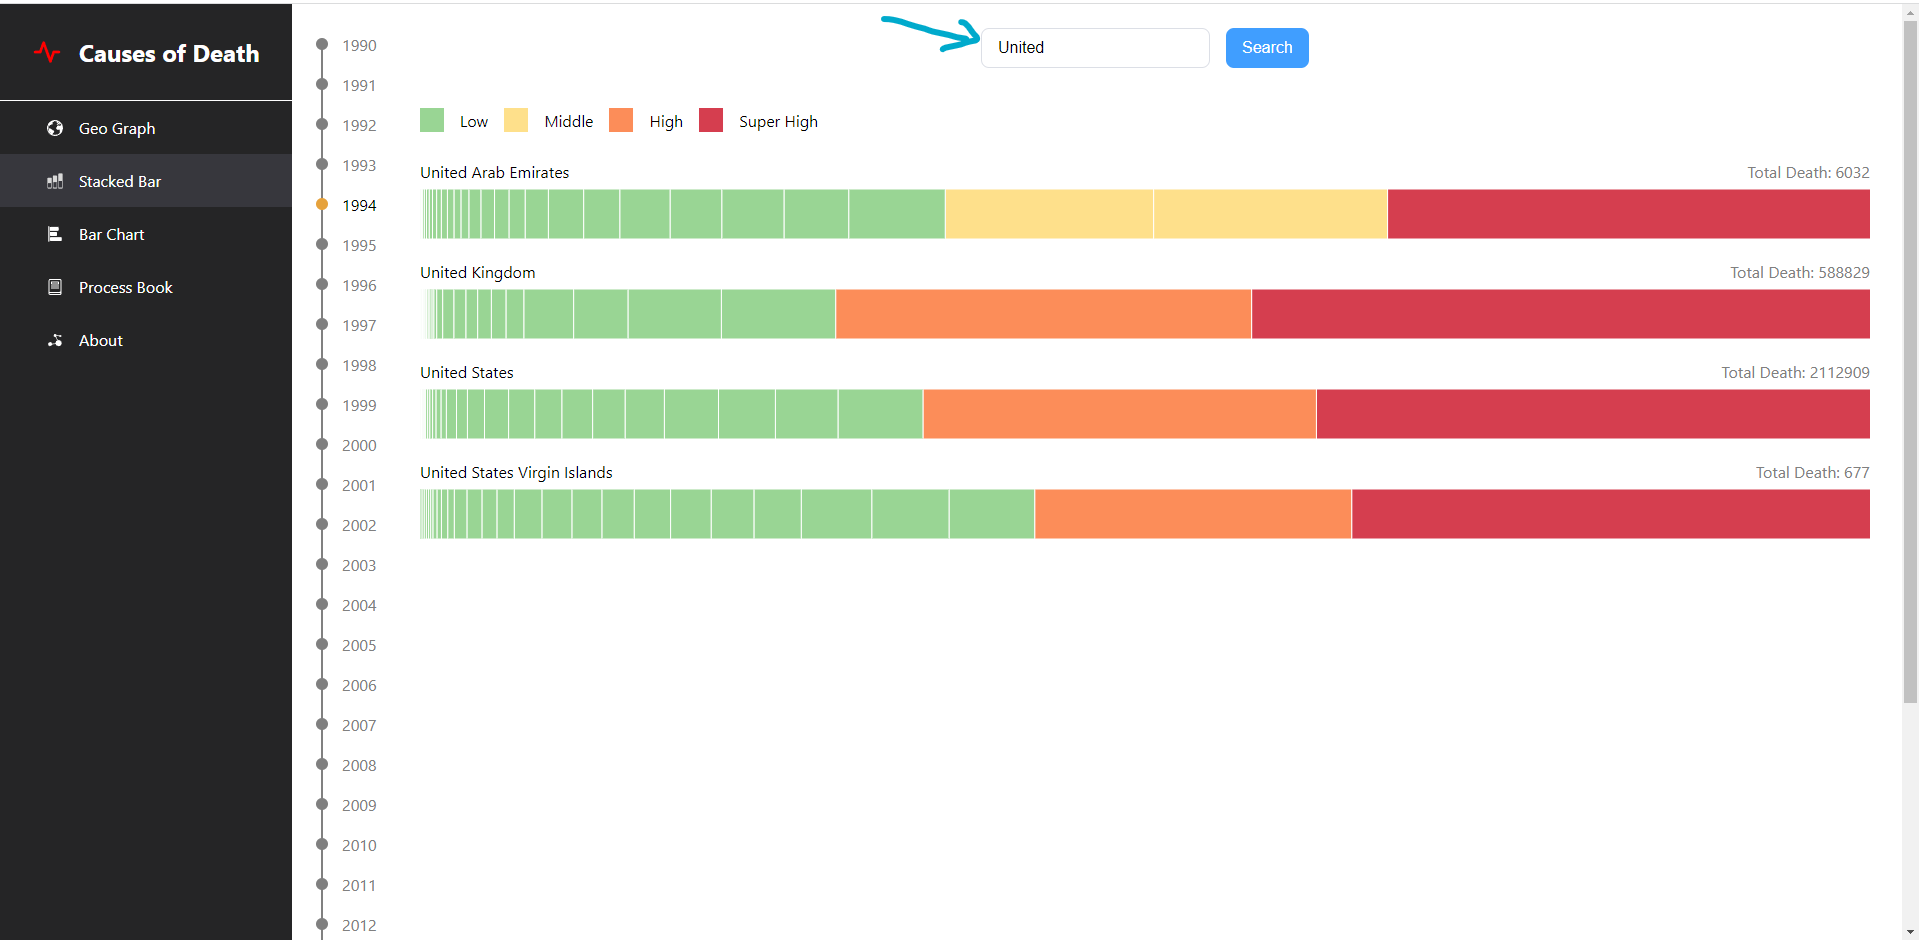 Causes of Death
Geo Graph
Stacked Bar
Bar Chart
Process Book
About
1990
1991
1992
1993
1994
1995
1996
1997
1998
1999
2000
2001
2002
2003
2004
2005
2006
2007
2008
2009
2010
2011
2012
United
Search
Low Middle High Super High
United Arab Emirates Total Death: 6032
United Kingdom Total Death: 588829
United States Total Death: 2112909
United States Virgin Islands Total Death: 677